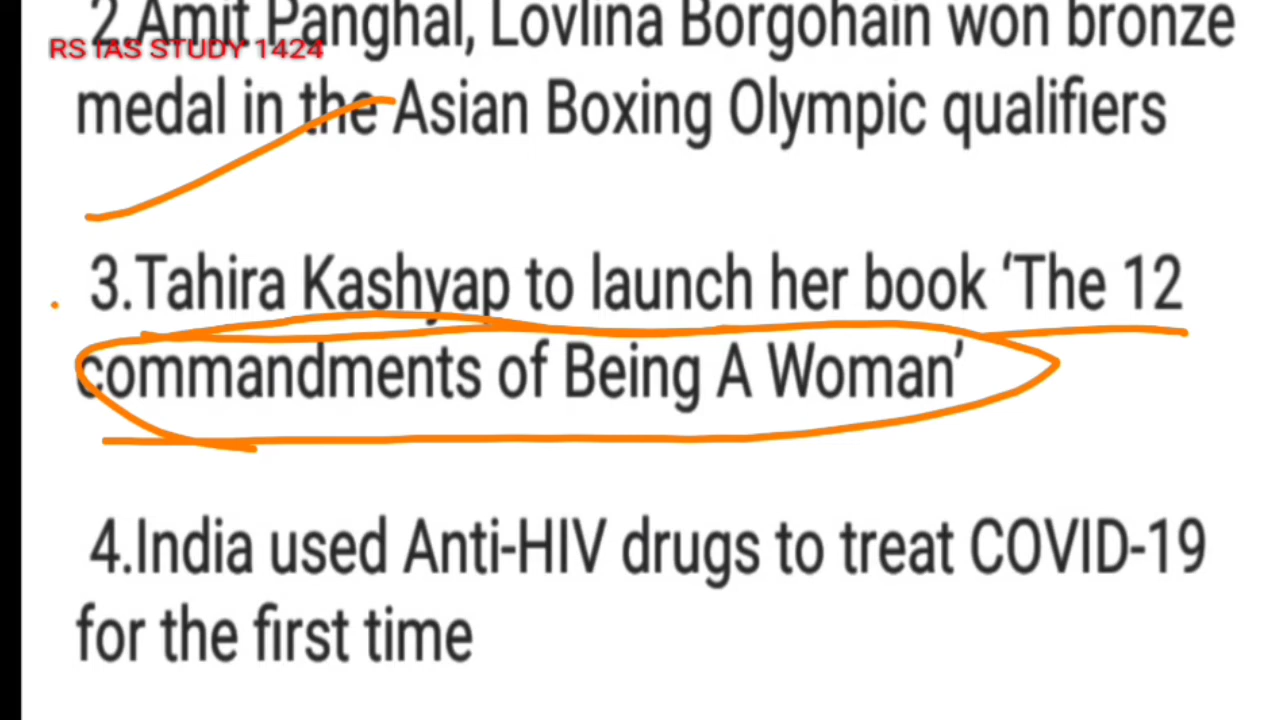 2.Amit Panghal, Lovlina Borgohain won bronze
RS IAS STUDY 1424
medal in the Asian Boxing Olympic qualifiers
3.Tahira Kashyap to launch her book ‘The 12
commandments of Being A Woman’
4.India used Anti-HIV drugs to treat COVID-19
for the first time